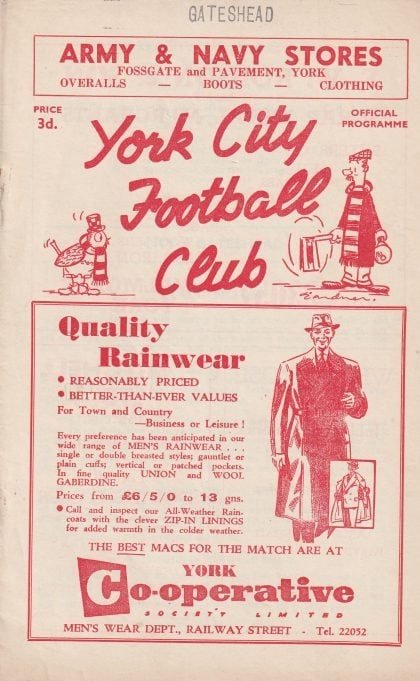 GATESHEAD
ARMY & NAVY STORES
FOSSGATE and PAVEMENT, YORK
OVERALLS — BOOTS — CLOTHING
PRICE
3d.
OFFICIAL
PROGRAMME
York City
Football
Club
Gardner.
Quality
Rainwear
● REASONABLY PRICED
● BETTER-THAN-EVER VALUES
For Town and Country
—Business or Leisure !
Every preference has been anticipated in our
wide range of MEN'S RAINWEAR . . .
single or double breasted styles; gauntlet or
plain cuffs; vertical or patched pockets.
In fine quality UNION and WOOL
GABERDINE.
Prices from £6/5/0 to 13 gns.
● Call and inspect our All-Weather Rain-
coats with the clever ZIP-IN LININGS
for added warmth in the colder weather.
THE BEST MACS FOR THE MATCH ARE AT
YORK
Co-operative
SOCIETY LIMITED
MEN'S WEAR DEPT., RAILWAY STREET - Tel. 22052